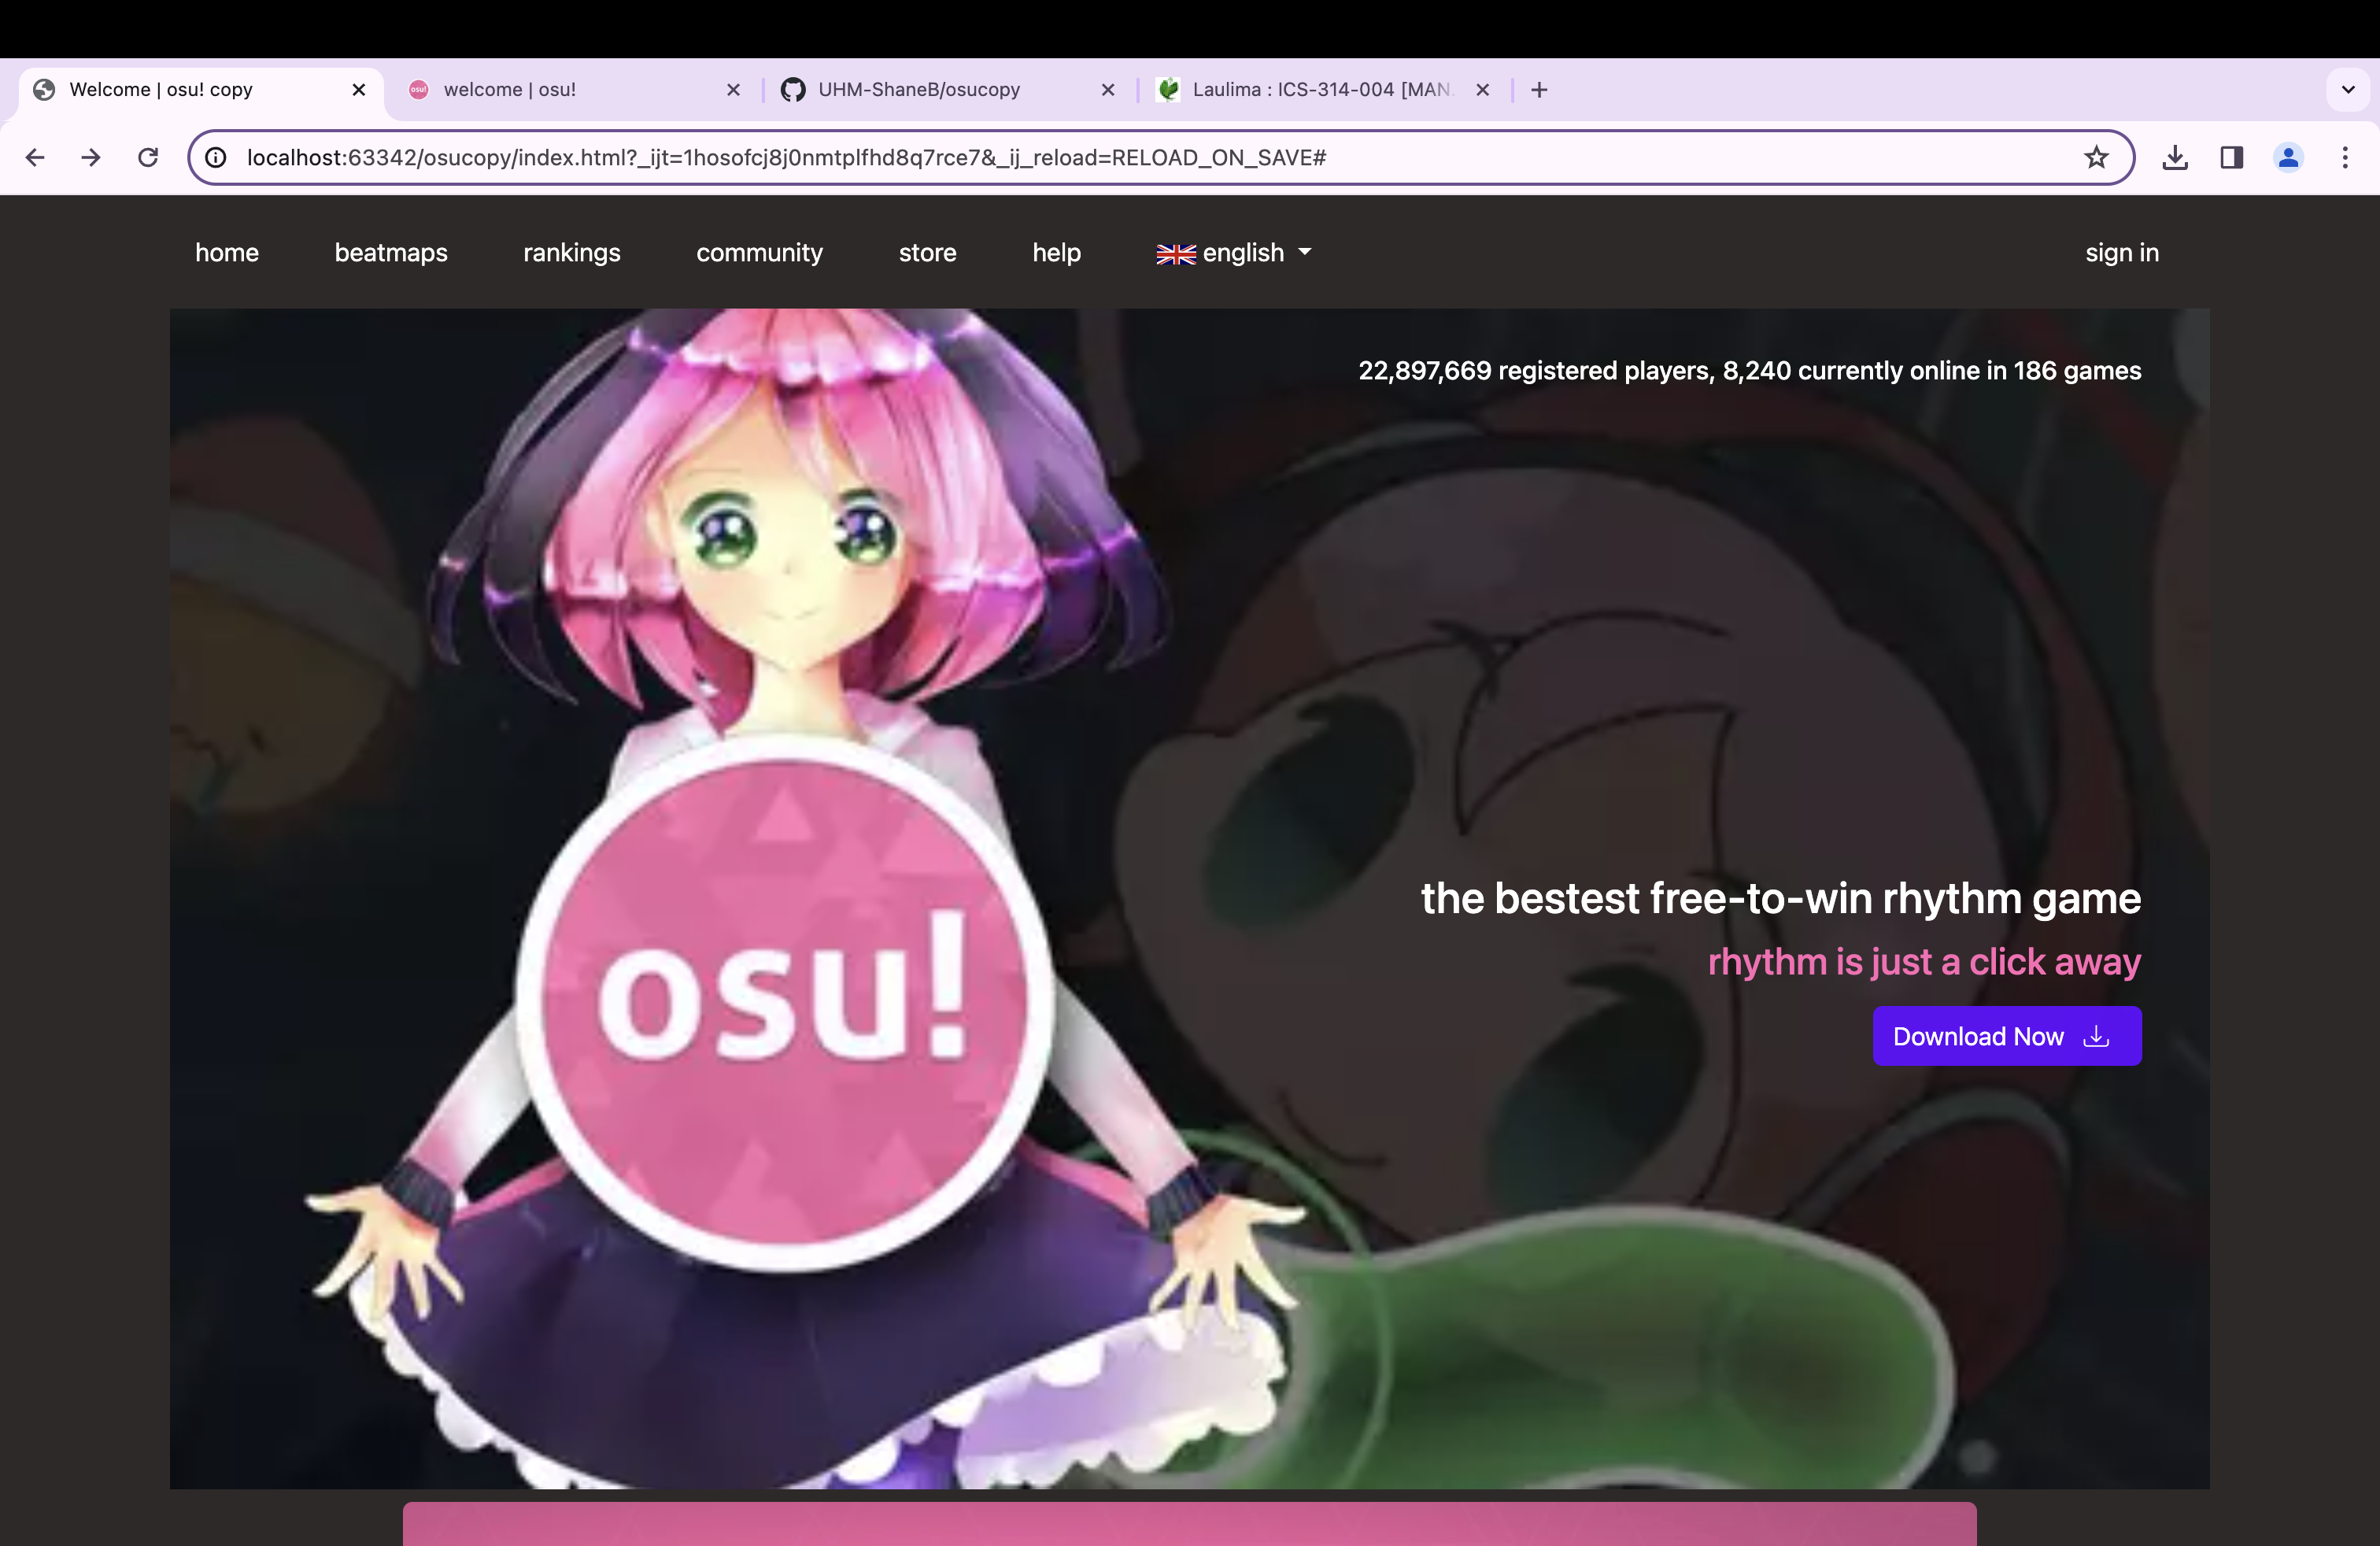 Welcome | osu! copy
welcome | osu!
UHM-ShaneB/osucopy
Laulima : ICS-314-004 [MAN
localhost:63342/osucopy/index.html?_ijt=1hosofcj8j0nmtplfhd8q7rce7&_ij_reload=RELOAD_ON_SAVE#
home beatmaps rankings community store help english sign in
22,897,669 registered players, 8,240 currently online in 186 games
osu!
the bestest free-to-win rhythm game
rhythm is just a click away
Download Now